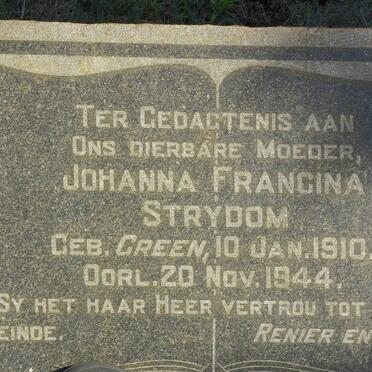 TER GEDAGTENIS AAN
ONS DIERBARE MOEDER,
JOHANNA FRANCINA
STRYDOM
GEB. GREEN, 10 JAN. 1910.
OORL. 20 NOV. 1944.
SY HET HAAR HEER VERTROU TOT
EINDE. RENIER EN